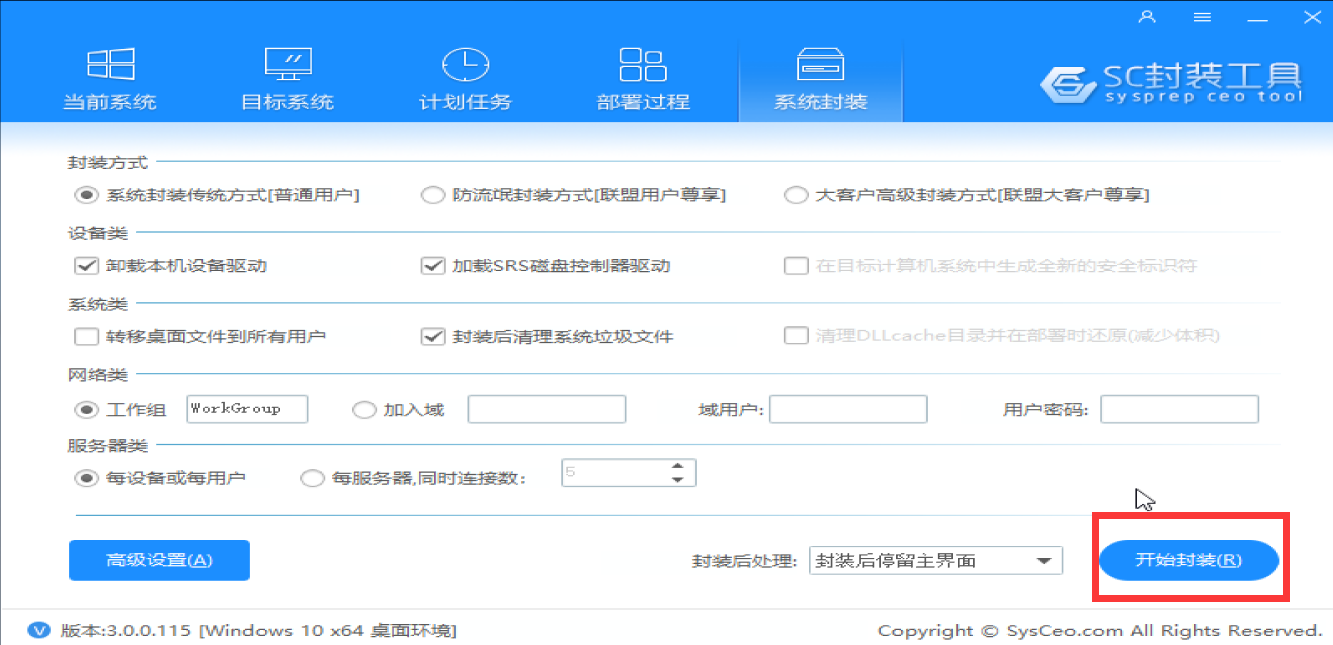 当前系统 目标系统 计划任务 部署过程 系统封装
SC封装工具
sysprep ceo tool
封装方式
系统封装传统方式[普通用户] 防流氓封装方式[联盟用户尊享] 大客户高级封装方式[联盟大客户尊享]
设备类
卸载本机设备驱动 加载SRS磁盘控制器驱动 在目标计算机系统中生成全新的安全标识符
系统类
转移桌面文件到所有用户 封装后清理系统垃圾文件 清理DLLcache目录并在部署时还原(减少体积)
网络类
工作组 WorkGroup 加入域 域用户: 用户密码:
服务器类
每设备或每用户 每服务器,同时连接数: 5
高级设置(A) 封装后处理: 封装后停留主界面 开始封装(R)
V 版本:3.0.0.115 [Windows 10 x64 桌面环境] Copyright © SysCeo.com All Rights Reserved.